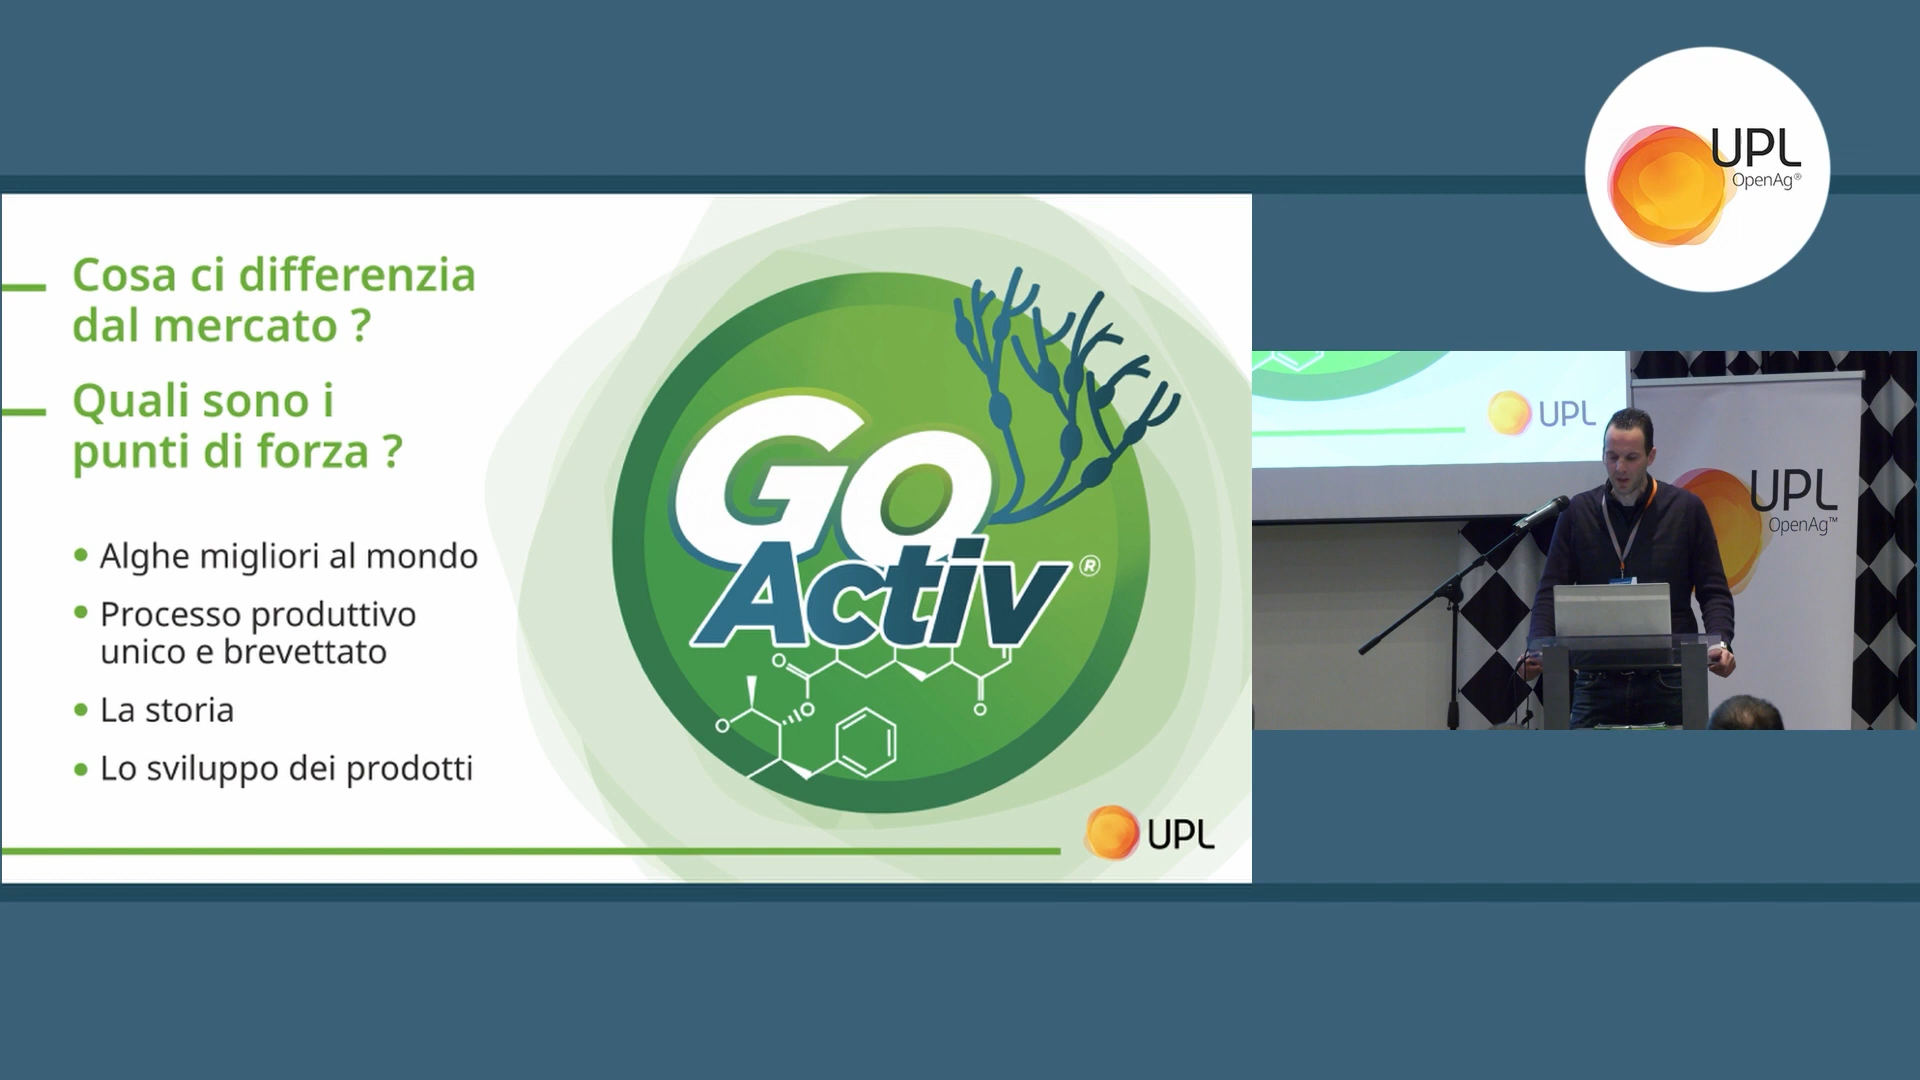 UPL
OpenAg®
Cosa ci differenzia
dal mercato ?
Quali sono i
punti di forza ?
• Alghe migliori al mondo
• Processo produttivo
unico e brevettato
• La storia
• Lo sviluppo dei prodotti
Go
Activ®
O
O
O
O
UPL
UPL
UPL
OpenAg™